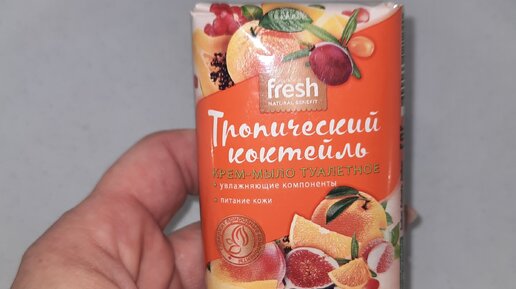 fresh
NATURAL BENEFIT
Тропический
коктейль
КРЕМ-МЫЛО ТУАЛЕТНОЕ
увлажняющие компоненты
питание кожи